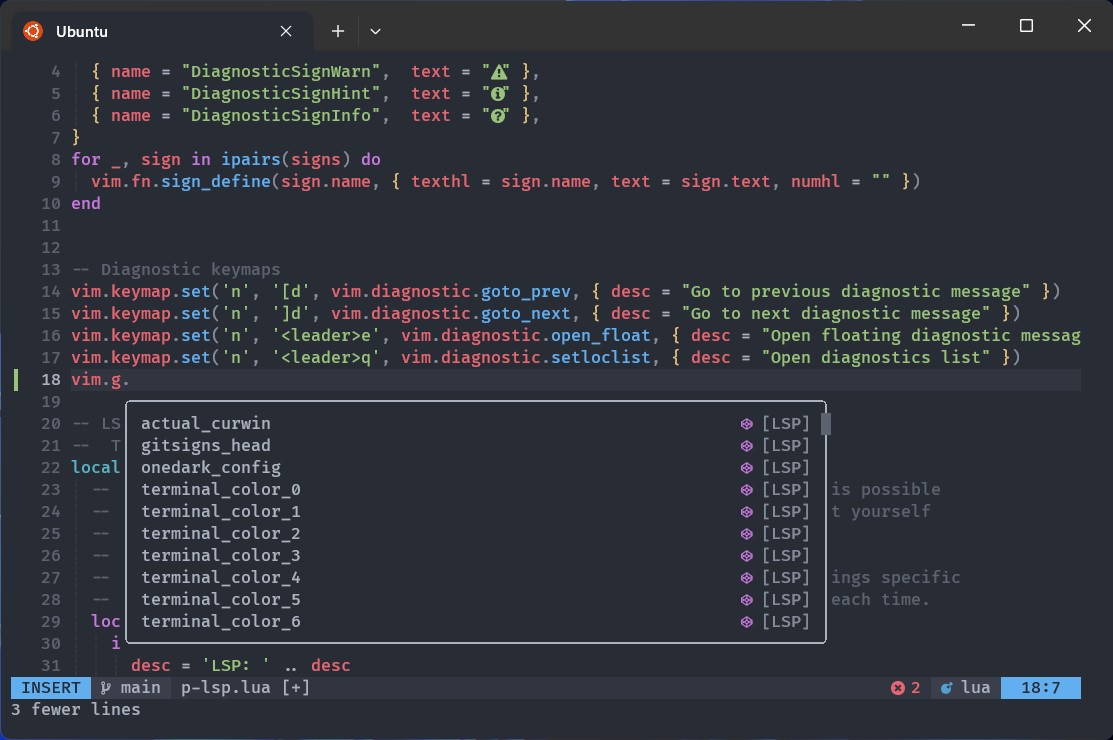 Ubuntu
4 { name = "DiagnosticSignWarn",  text = "" },
5 { name = "DiagnosticSignHint",  text = "" },
6 { name = "DiagnosticSignInfo",  text = "" },
7 }
8 for _, sign in ipairs(signs) do
9   vim.fn.sign_define(sign.name, { texthl = sign.name, text = sign.text, numhl = "" })
10 end
11
12
13 -- Diagnostic keymaps
14 vim.keymap.set('n', '[d', vim.diagnostic.goto_prev, { desc = "Go to previous diagnostic message" })
15 vim.keymap.set('n', ']d', vim.diagnostic.goto_next, { desc = "Go to next diagnostic message" })
16 vim.keymap.set('n', '<leader>e', vim.diagnostic.open_float, { desc = "Open floating diagnostic messag
17 vim.keymap.set('n', '<leader>q', vim.diagnostic.setloclist, { desc = "Open diagnostics list" })
18 vim.g.
19
20 -- LS actual_curwin [LSP]
21 --  T gitsigns_head [LSP]
22 local onedark_config [LSP]
23 -- terminal_color_0 [LSP] is possible
24 -- terminal_color_1 [LSP] t yourself
25 -- terminal_color_2 [LSP]
26 -- terminal_color_3 [LSP]
27 -- terminal_color_4 [LSP] ings specific
28 -- terminal_color_5 [LSP] each time.
29 loc terminal_color_6 [LSP]
30 i
31 desc = 'LSP: ' .. desc
INSERT main p-lsp.lua [+] 2 lua 18:7
3 fewer lines